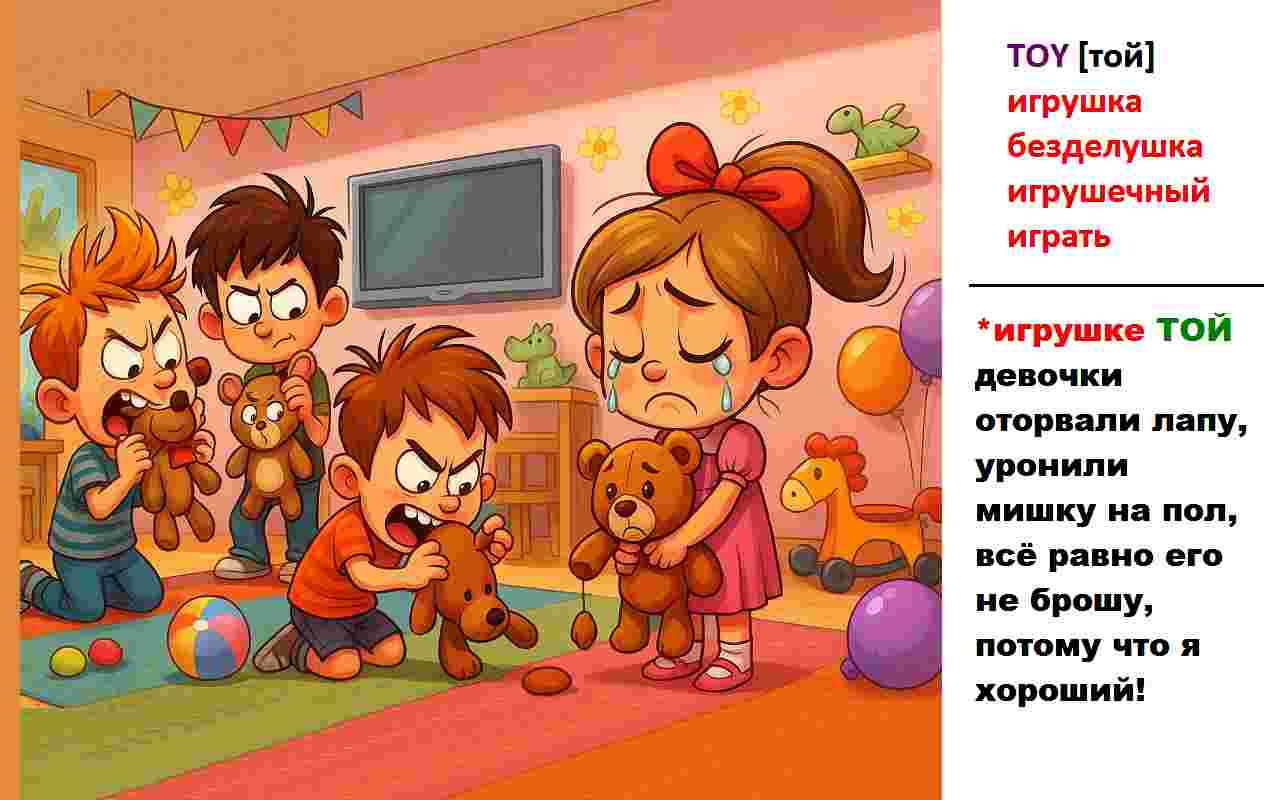 TOY [той]
игрушка
безделушка
игрушечный
играть
*игрушке ТОЙ
девочки
оторвали лапу,
уронили
мишку на пол,
всё равно его
не брошу,
потому что я
хороший!